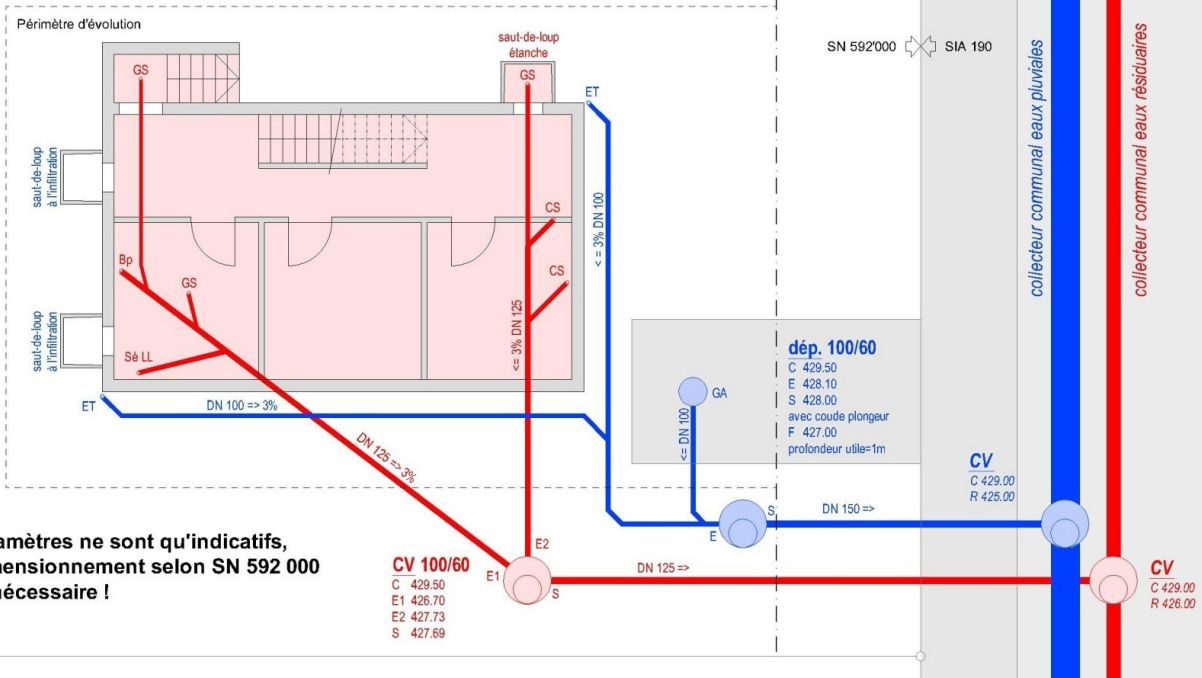 Périmètre d'évolution
saut-de-loup
étanche
GS
GS
ET
SN 592'000
SIA 190
collecteur communal eaux pluviales
collecteur communal eaux résiduaires
saut-de-loup
à l'infiltration
<= 3% DN 100
CS
Bp
GS
CS
<= 3% DN 125
saut-de-loup
à l'infiltration
Sè LL
ET
DN 100 => 3%
DN 125 => 3%
GA
<= DN 100
dép. 100/60
C 429.50
E 428.10
S 428.00
avec coude plongeur
F 427.00
profondeur utile=1m
CV
C 429.00
R 425.00
S
E
DN 150 =>
amètres ne sont qu'indicatifs,
mensionnement selon SN 592 000
nécessaire !
CV 100/60
C 429.50
E1 426.70
E2 427.73
S 427.69
E2
E1
S
DN 125 =>
CV
C 429.00
R 426.00